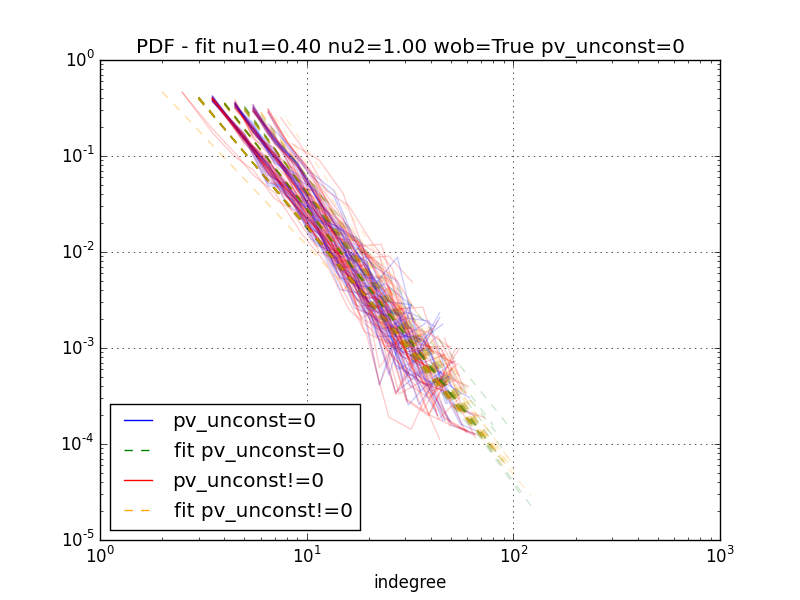 PDF - fit nu1=0.40 nu2=1.00 wob=True pv_unconst=0
10^0
10^-1
10^-2
10^-3
10^-4
10^-5
pv_unconst=0
fit pv_unconst=0
pv_unconst!=0
fit pv_unconst!=0
10^0 10^1 10^2 10^3
indegree